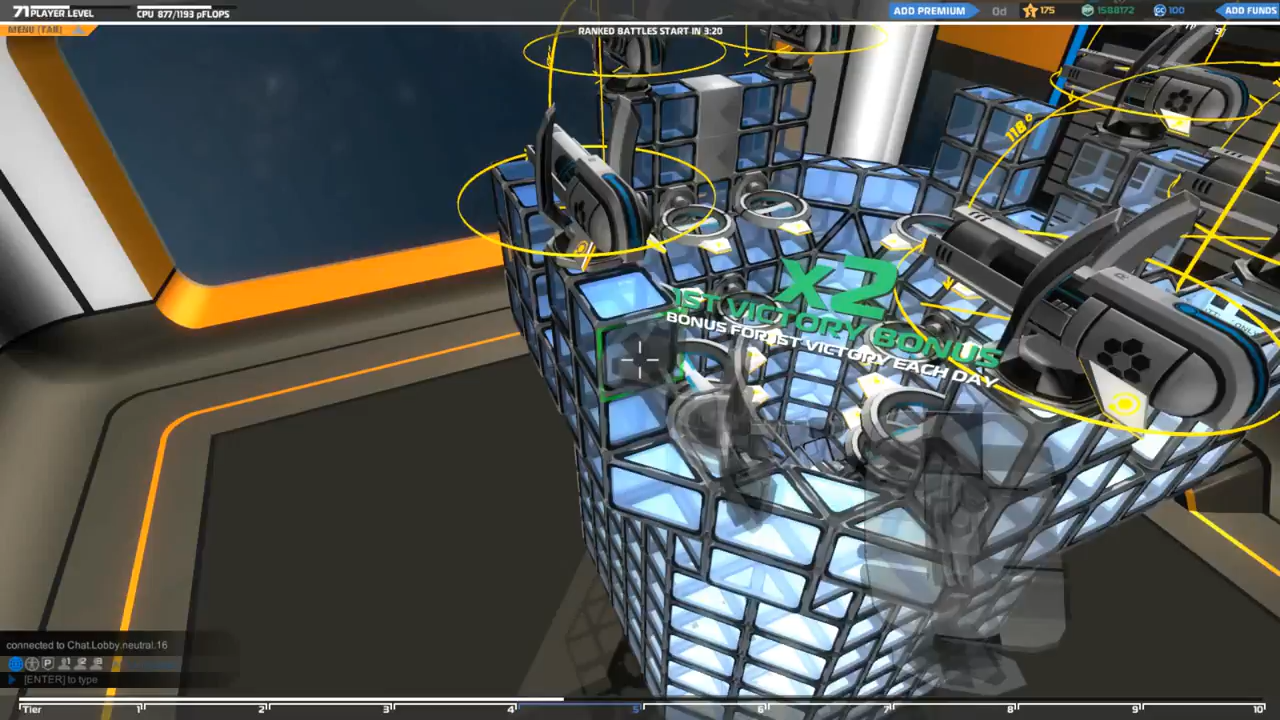 71 PLAYER LEVEL
CPU 877/1193 pFLOPS
ADD PREMIUM
0d
175
1588172
100
ADD FUNDS
MENU (TAB)
RANKED BATTLES START IN 3:20
118°
X2
1ST VICTORY BONUS
BONUS FOR 1ST VICTORY EACH DAY
connected to Chat.Lobby.neutral.16
[ENTER] to type
Tier 1 2 3 4 5 6 7 8 9 10